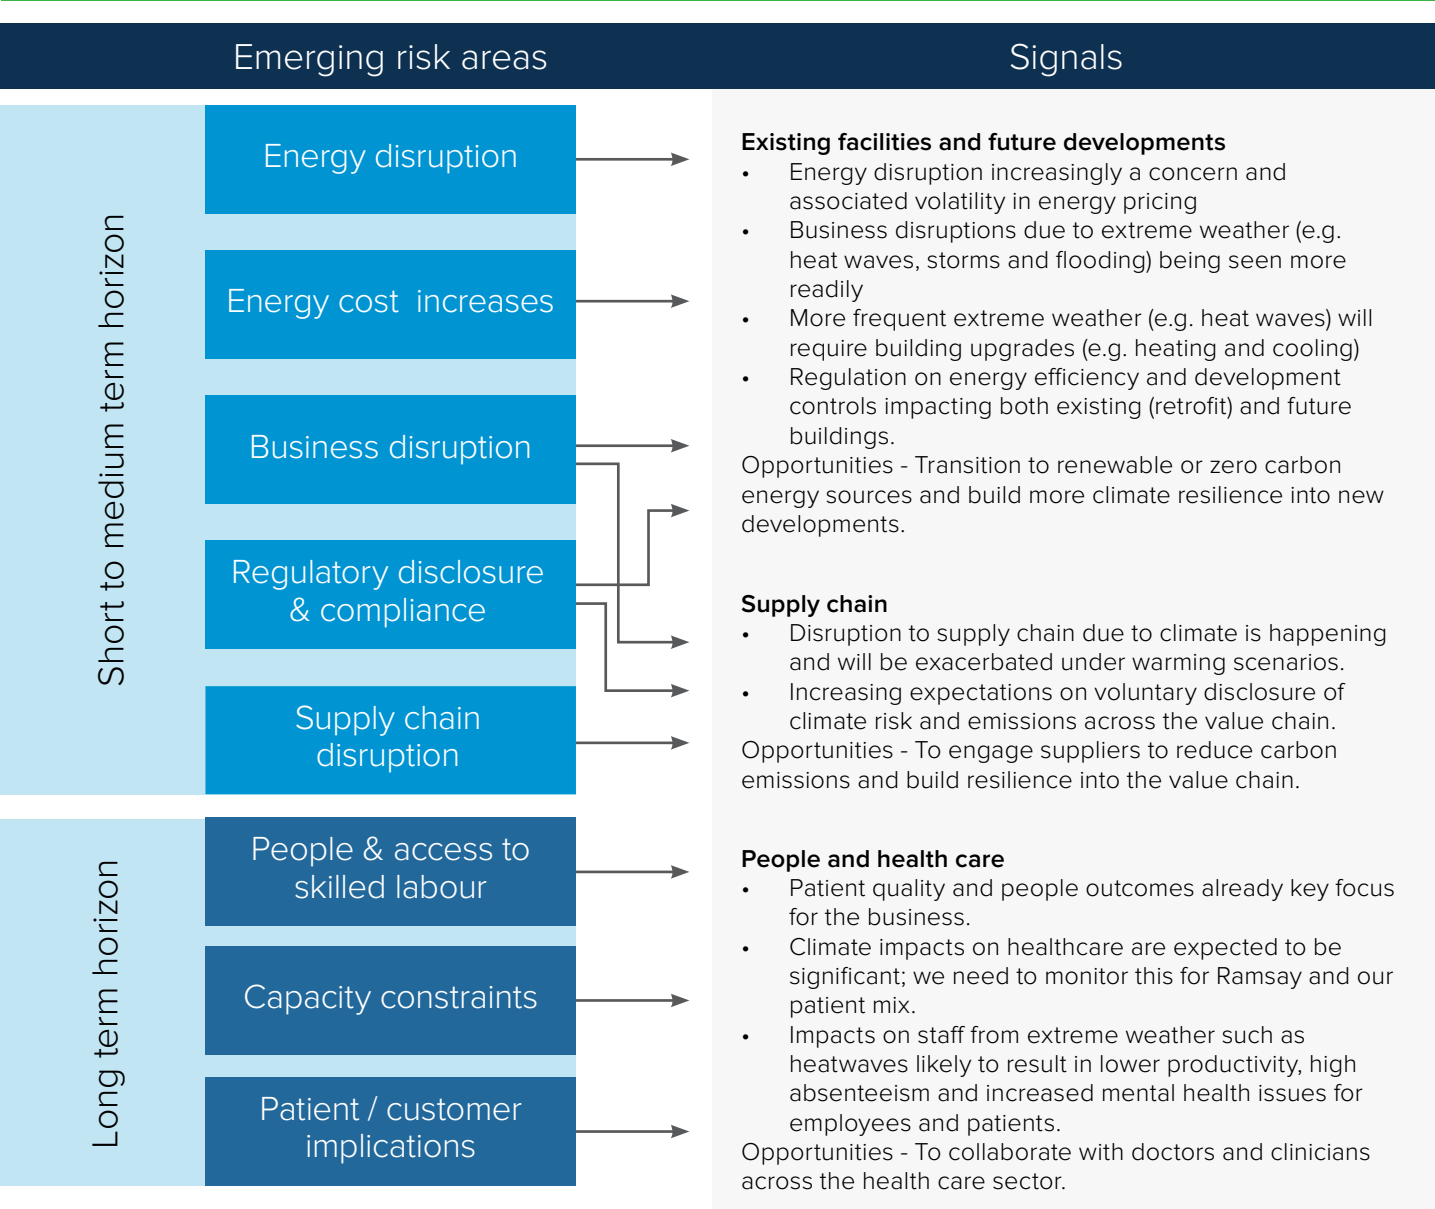 Emerging risk areas
Signals
Short to medium term horizon
Energy disruption
Energy cost  increases
Business disruption
Regulatory disclosure
& compliance
Supply chain
disruption
Long term horizon
People & access to
skilled labour
Capacity constraints
Patient / customer
implications
Existing facilities and future developments
• Energy disruption increasingly a concern and
associated volatility in energy pricing
• Business disruptions due to extreme weather (e.g.
heat waves, storms and flooding) being seen more
readily
• More frequent extreme weather (e.g. heat waves) will
require building upgrades (e.g. heating and cooling)
• Regulation on energy efficiency and development
controls impacting both existing (retrofit) and future
buildings.
Opportunities - Transition to renewable or zero carbon
energy sources and build more climate resilience into new
developments.
Supply chain
• Disruption to supply chain due to climate is happening
and will be exacerbated under warming scenarios.
• Increasing expectations on voluntary disclosure of
climate risk and emissions across the value chain.
Opportunities - To engage suppliers to reduce carbon
emissions and build resilience into the value chain.
People and health care
• Patient quality and people outcomes already key focus
for the business.
• Climate impacts on healthcare are expected to be
significant; we need to monitor this for Ramsay and our
patient mix.
• Impacts on staff from extreme weather such as
heatwaves likely to result in lower productivity, high
absenteeism and increased mental health issues for
employees and patients.
Opportunities - To collaborate with doctors and clinicians
across the health care sector.